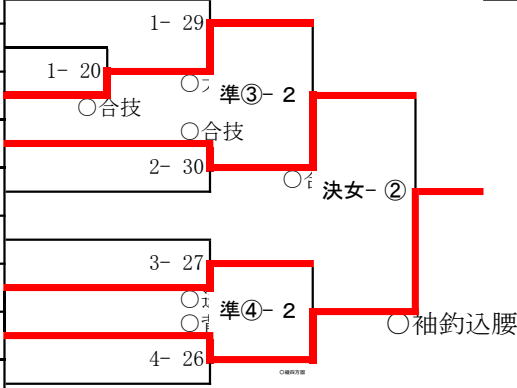 1- 29
1- 20
○合技
準③- 2
○合技
2- 30
決女- ②
3- 27
準④- 2
○袖釣込腰
4- 26